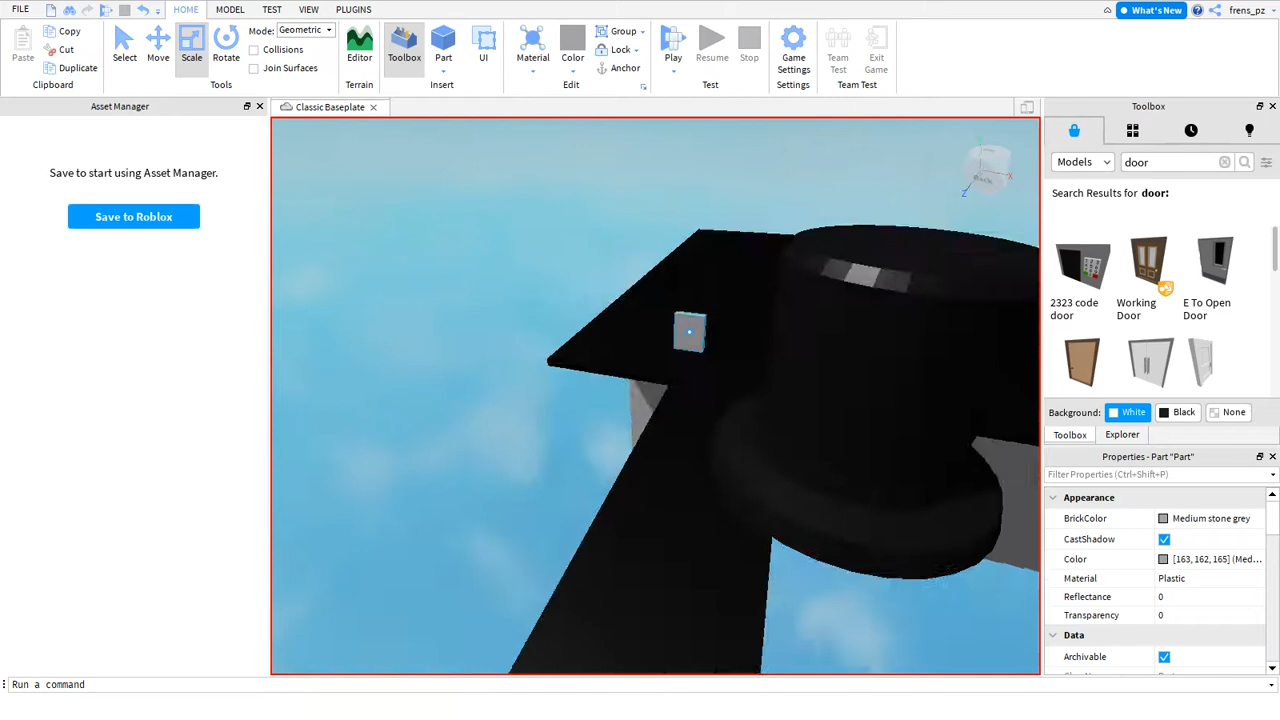 FILE HOME MODEL TEST VIEW PLUGINS What's New frens_pz
Paste Copy Cut Duplicate Select Move Scale Rotate Mode: Geometric Collisions Join Surfaces Editor Toolbox Part UI Material Color Group Lock Anchor Play Resume Stop Game Settings Team Test Exit Game
Clipboard Tools Terrain Insert Edit Test Settings Team Test
Asset Manager
Save to start using Asset Manager.
Save to Roblox
Classic Baseplate
Back
X
Z
Toolbox
Models door
Search Results for door:
2323 code door
Working Door
E To Open Door
Background: White Black None
Toolbox Explorer
Properties - Part "Part"
Filter Properties (Ctrl+Shift+P)
Appearance
BrickColor Medium stone grey
CastShadow
Color [163, 162, 165] (Med...
Material Plastic
Reflectance 0
Transparency 0
Data
Archivable
Run a command